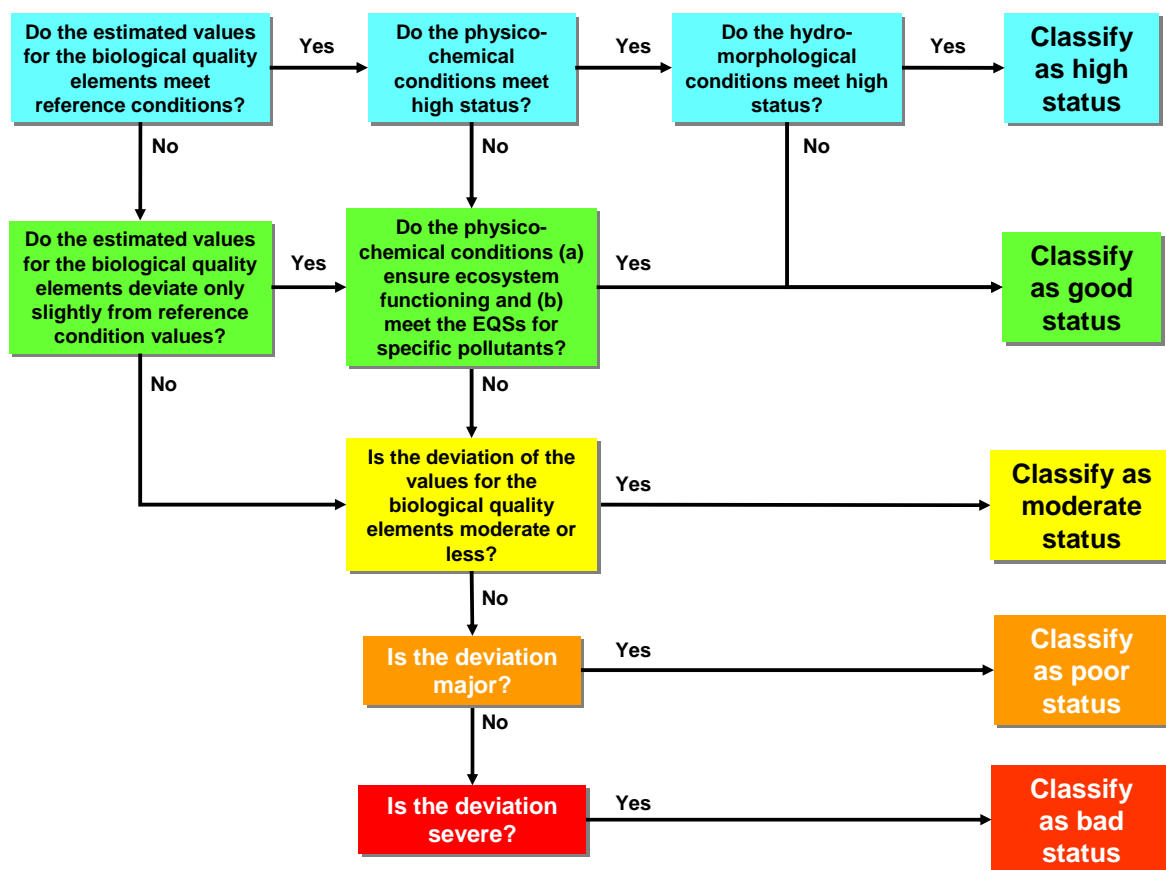 Do the estimated values
for the biological quality
elements meet
reference conditions?
Yes
Do the physico-
chemical
conditions meet
high status?
Yes
Do the hydro-
morphological
conditions meet high
status?
Yes
Classify
as high
status
No
No
No
Do the estimated values
for the biological quality
elements deviate only
slightly from reference
condition values?
Yes
Do the physico-
chemical conditions (a)
ensure ecosystem
functioning and (b)
meet the EQSs for
specific pollutants?
Yes
Classify
as good
status
No
No
Is the deviation of the
values for the
biological quality
elements moderate or
less?
Yes
Classify as
moderate
status
No
Is the deviation
major?
Yes
Classify
as poor
status
No
Is the deviation
severe?
Yes
Classify
as bad
status